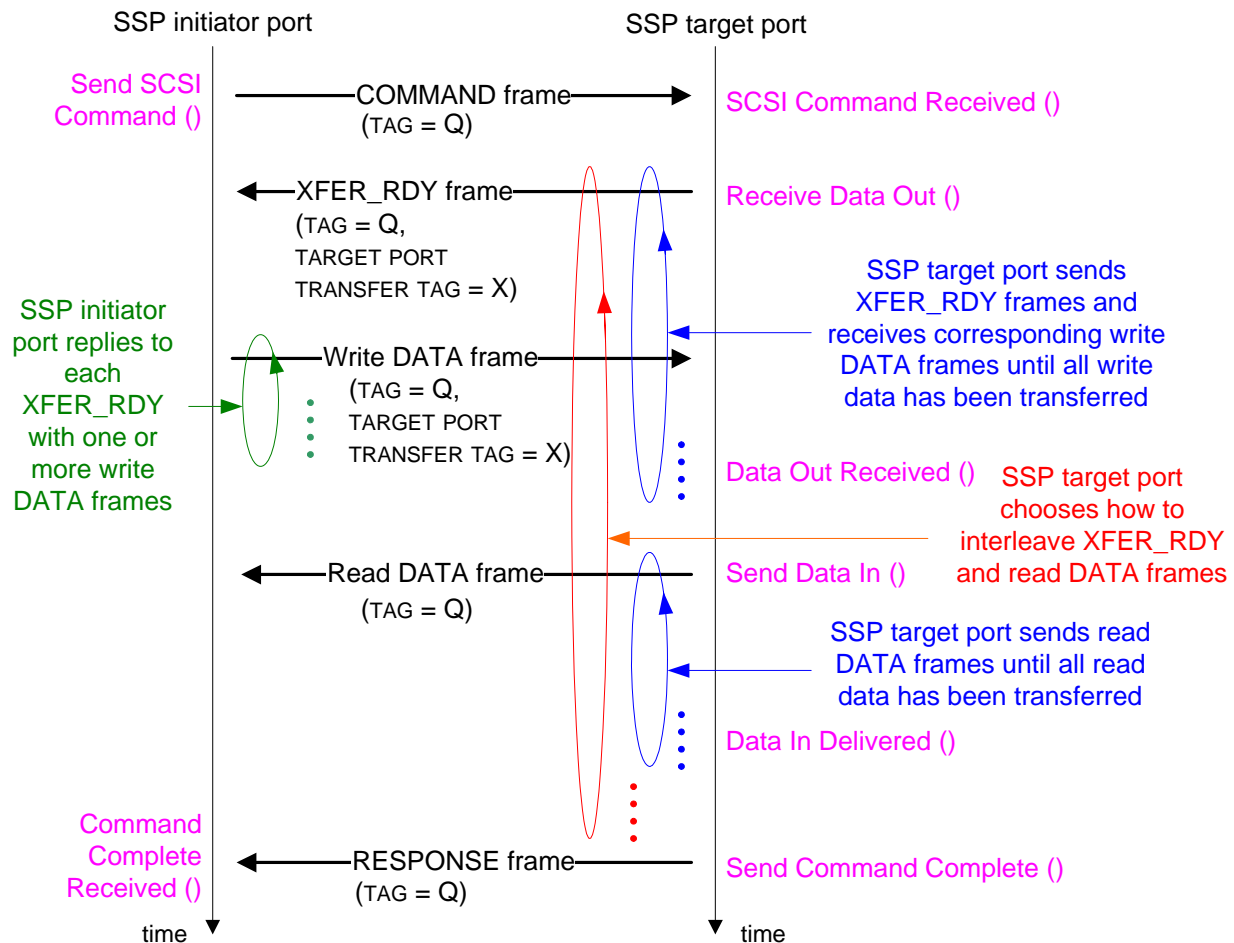 SSP initiator port
SSP target port
Send SCSI
Command ()
COMMAND frame
(TAG = Q)
SCSI Command Received ()
XFER_RDY frame
(TAG = Q,
TARGET PORT
TRANSFER TAG = X)
Receive Data Out ()
SSP target port sends
XFER_RDY frames and
receives corresponding write
DATA frames until all write
data has been transferred
SSP initiator
port replies to
each
XFER_RDY
with one or
more write
DATA frames
Write DATA frame
(TAG = Q,
TARGET PORT
TRANSFER TAG = X)
Data Out Received ()
SSP target port
chooses how to
interleave XFER_RDY
and read DATA frames
Read DATA frame
(TAG = Q)
Send Data In ()
SSP target port sends read
DATA frames until all read
data has been transferred
Data In Delivered ()
Command
Complete
Received ()
RESPONSE frame
(TAG = Q)
Send Command Complete ()
time
time